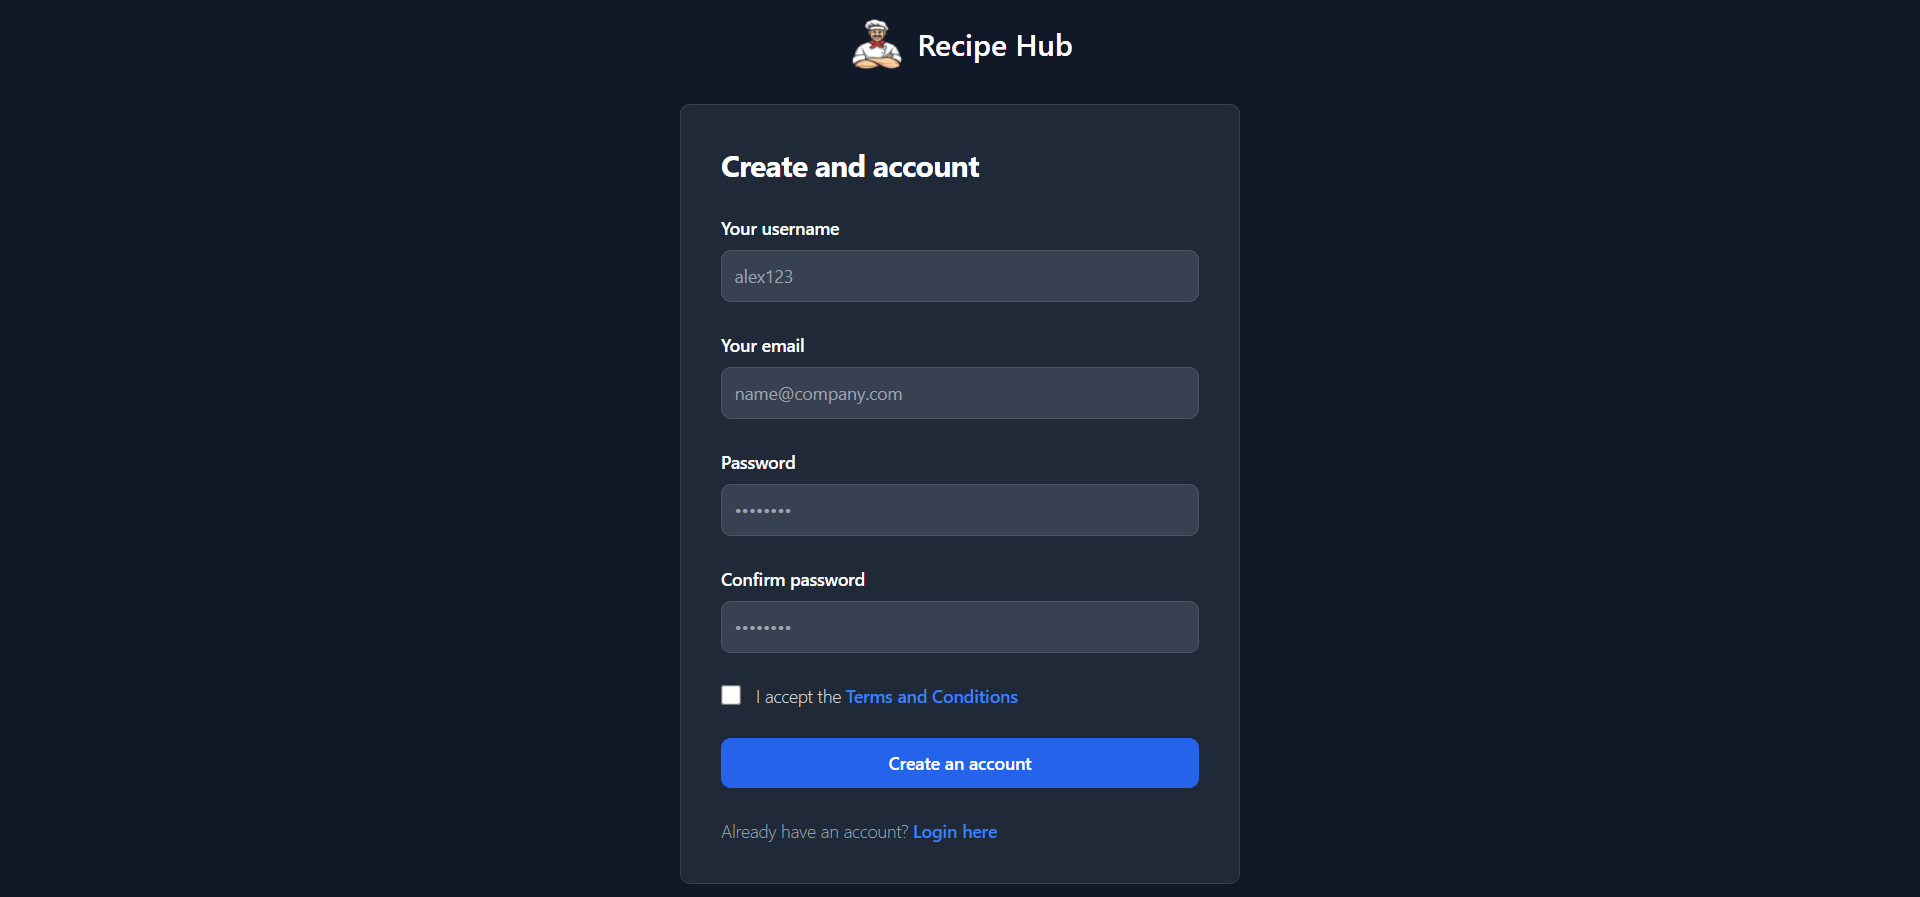 Recipe Hub
Create and account
Your username
alex123
Your email
name@company.com
Password
••••••••
Confirm password
••••••••
I accept the Terms and Conditions
Create an account
Already have an account? Login here